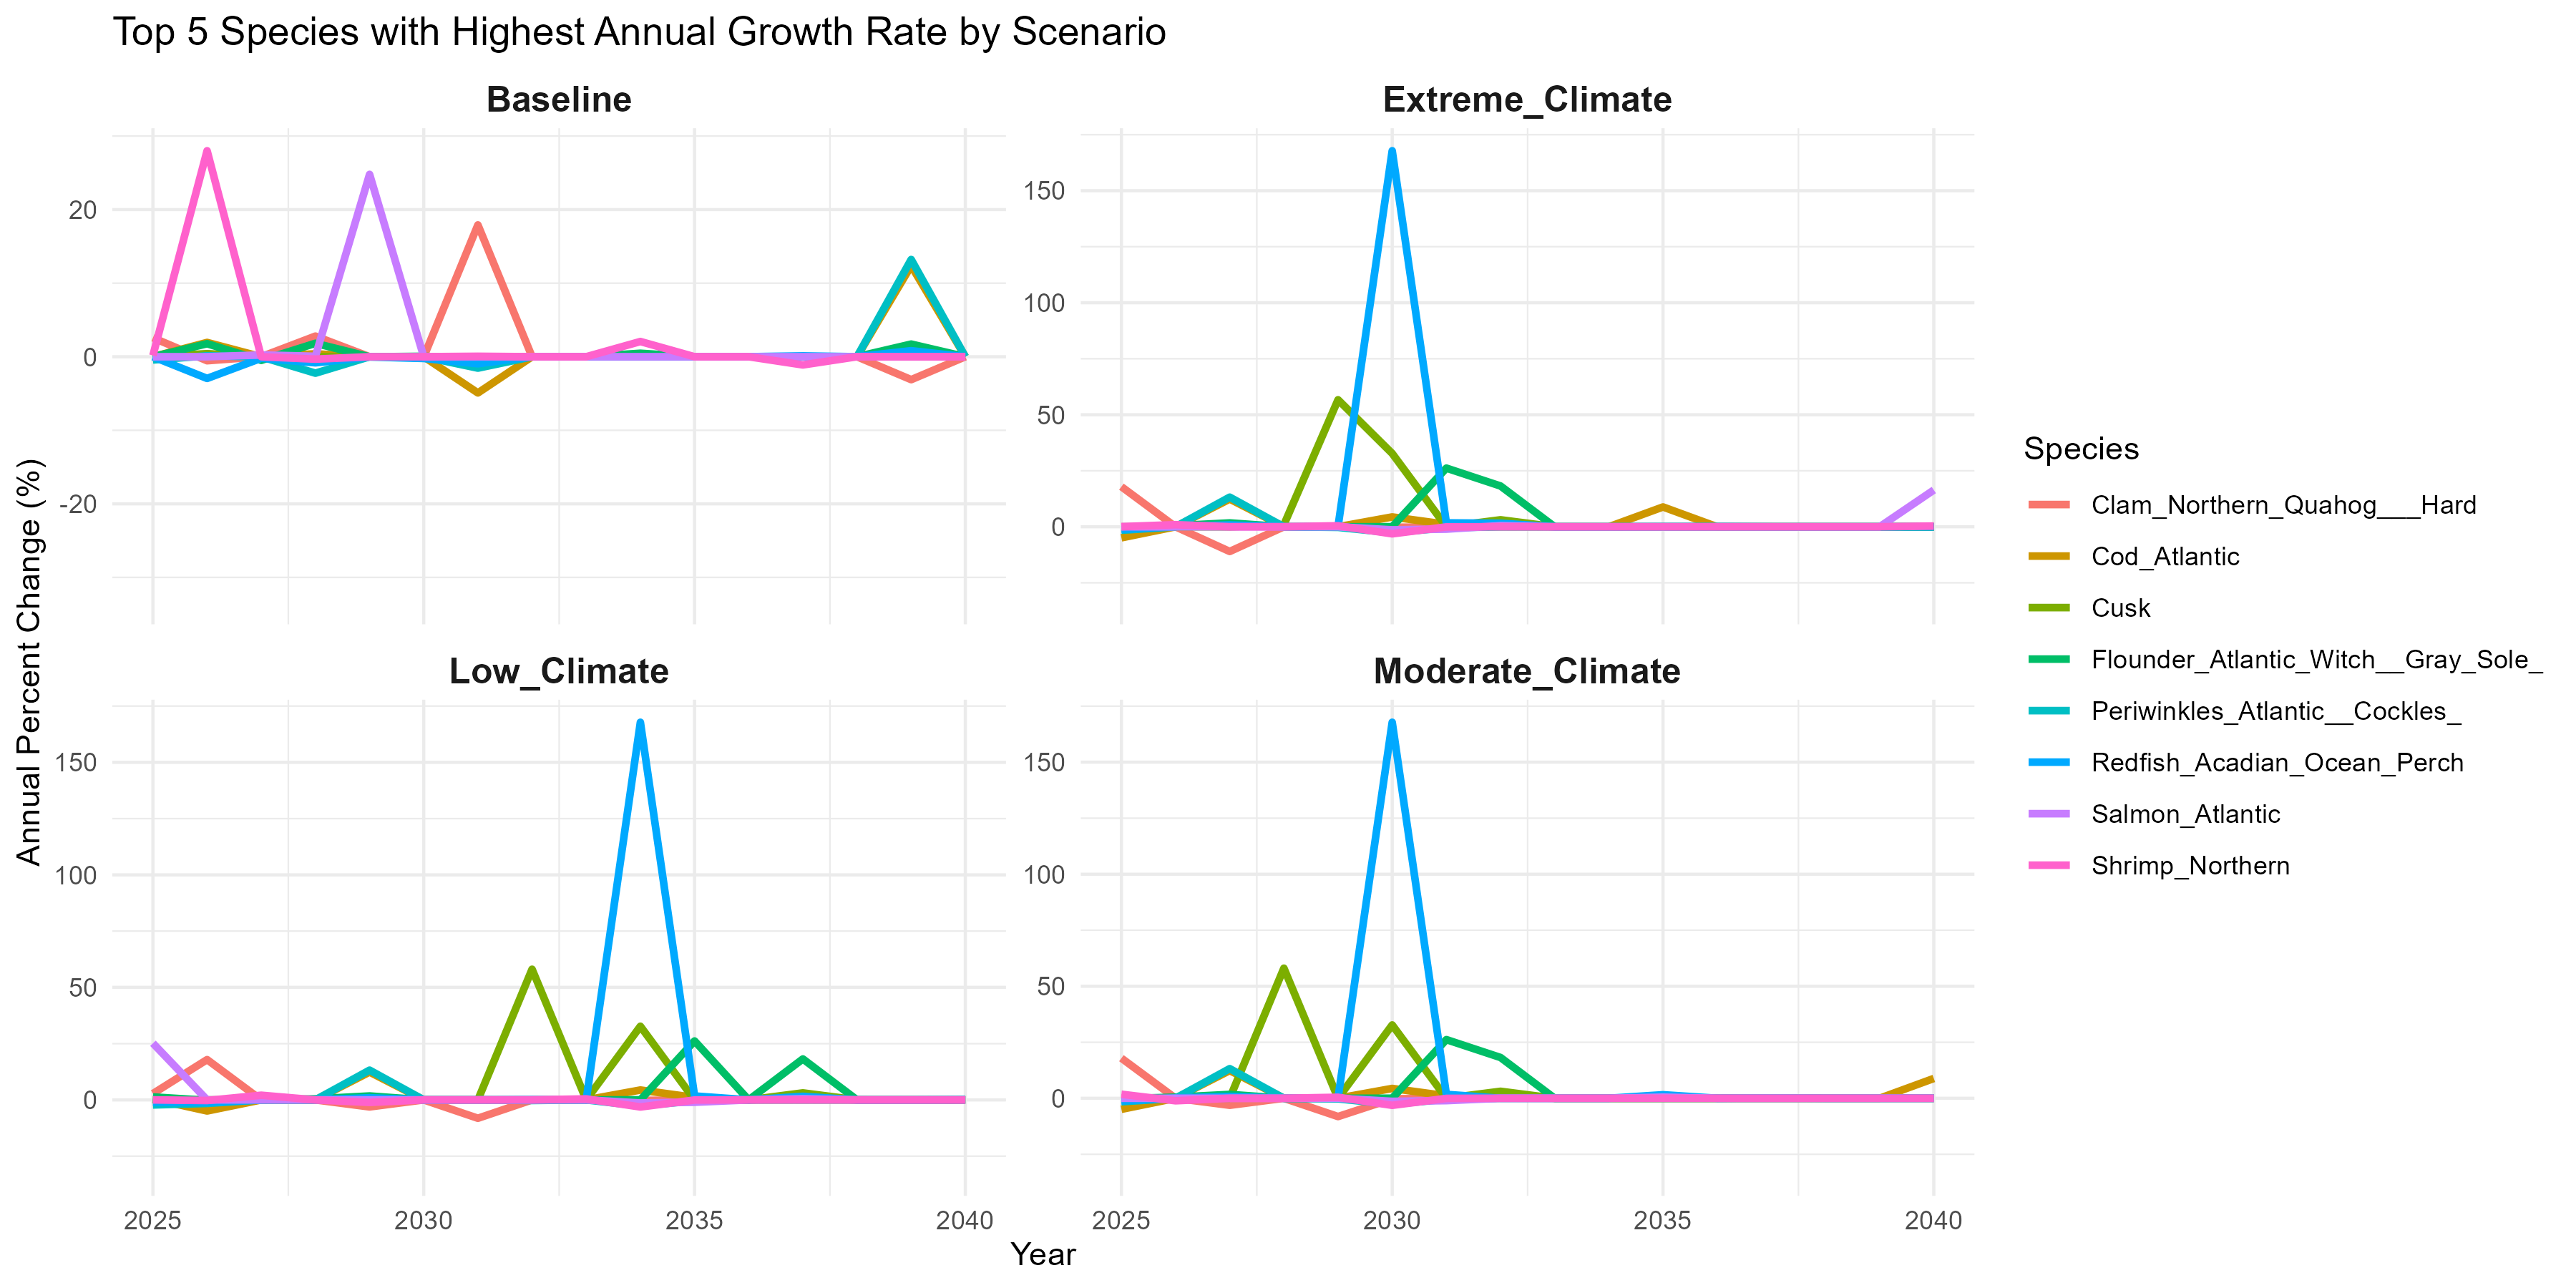 Top 5 Species with Highest Annual Growth Rate by Scenario
Baseline
Extreme_Climate
20
0
-20
150
100
50
0
Low_Climate
Moderate_Climate
150
100
50
0
150
100
50
0
2025 2030 2035 2040
2025 2030 2035 2040
Year
Annual Percent Change (%)
Species
Clam_Northern_Quahog___Hard
Cod_Atlantic
Cusk
Flounder_Atlantic_Witch__Gray_Sole_
Periwinkles_Atlantic__Cockles_
Redfish_Acadian_Ocean_Perch
Salmon_Atlantic
Shrimp_Northern